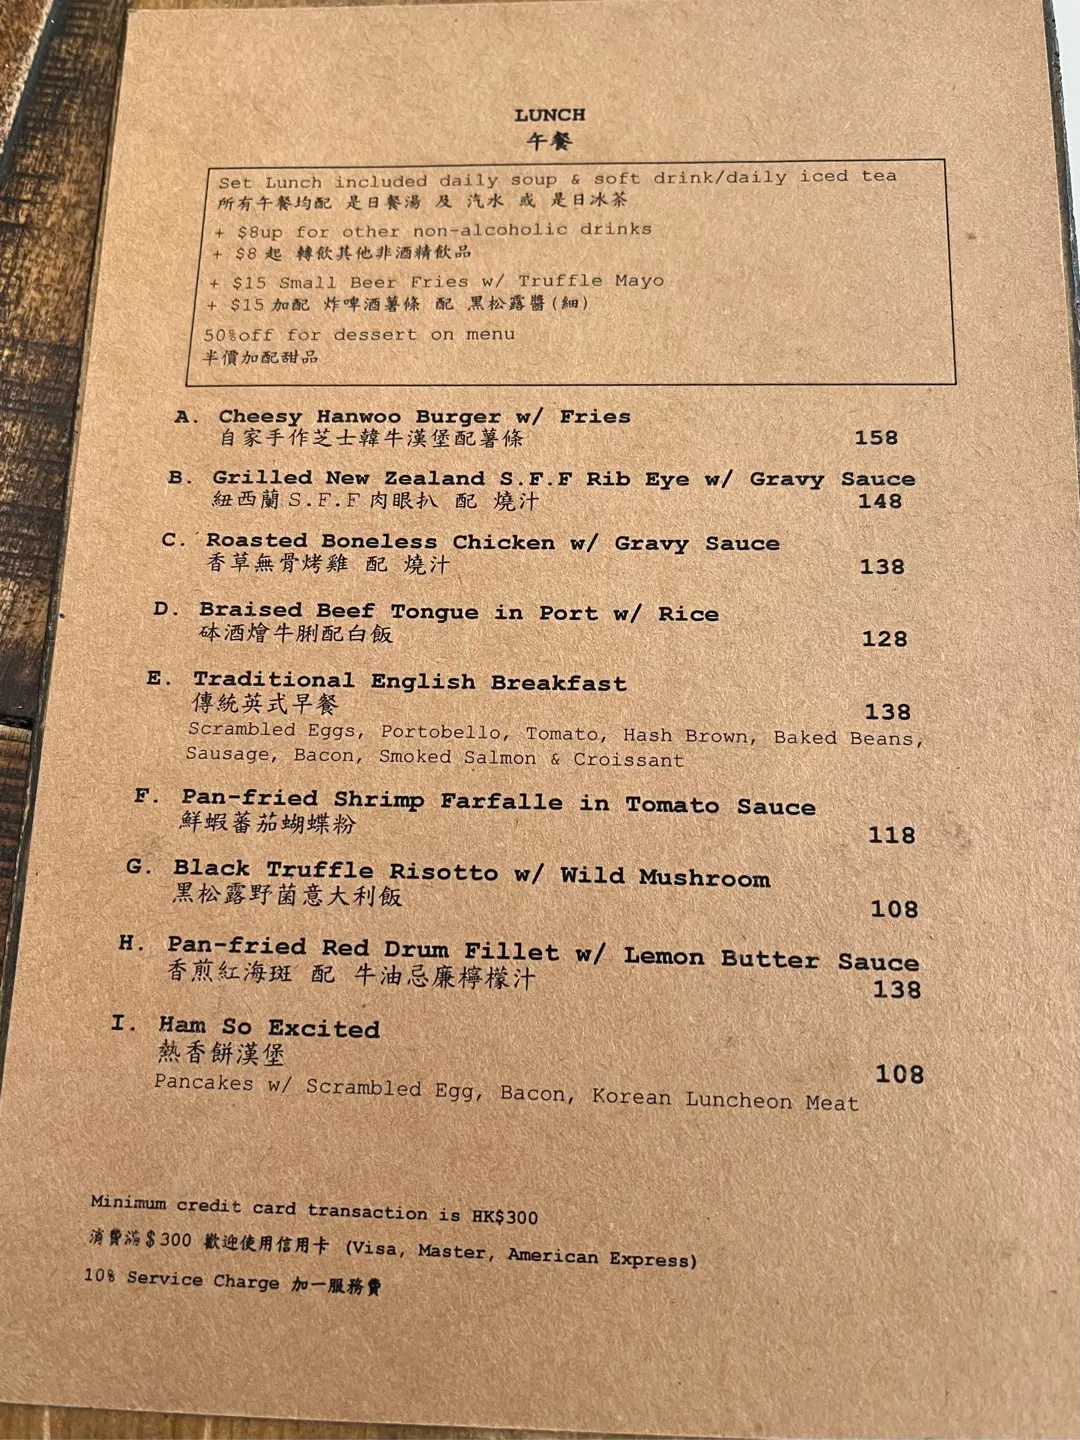 LUNCH
午餐
Set Lunch included daily soup & soft drink/daily iced tea
所有午餐均配 是日餐湯 及 汽水 或 是日冰茶
+ $8up for other non-alcoholic drinks
+ $8 起 轉飲其他非酒精飲品
+ $15 Small Beer Fries w/ Truffle Mayo
+ $15 加配 炸啤酒薯條 配 黑松露醬(細)
50%off for dessert on menu
半價加配甜品
A. Cheesy Hanwoo Burger w/ Fries
自家手作芝士韓牛漢堡配薯條 158
B. Grilled New Zealand S.F.F Rib Eye w/ Gravy Sauce
紐西蘭S.F.F肉眼扒 配 燒汁 148
C. Roasted Boneless Chicken w/ Gravy Sauce
香草無骨烤雞 配 燒汁 138
D. Braised Beef Tongue in Port w/ Rice
砵酒燴牛脷配白飯 128
E. Traditional English Breakfast
傳統英式早餐 138
Scrambled Eggs, Portobello, Tomato, Hash Brown, Baked Beans,
Sausage, Bacon, Smoked Salmon & Croissant
F. Pan-fried Shrimp Farfalle in Tomato Sauce
鮮蝦蕃茄蝴蝶粉 118
G. Black Truffle Risotto w/ Wild Mushroom
黑松露野菌意大利飯 108
H. Pan-fried Red Drum Fillet w/ Lemon Butter Sauce
香煎紅海斑 配 牛油忌廉檸檬汁 138
I. Ham So Excited
熱香餅漢堡 108
Pancakes w/ Scrambled Egg, Bacon, Korean Luncheon Meat
Minimum credit card transaction is HK$300
消費滿$300 歡迎使用信用卡 (Visa, Master, American Express)
10% Service Charge 加一服務費